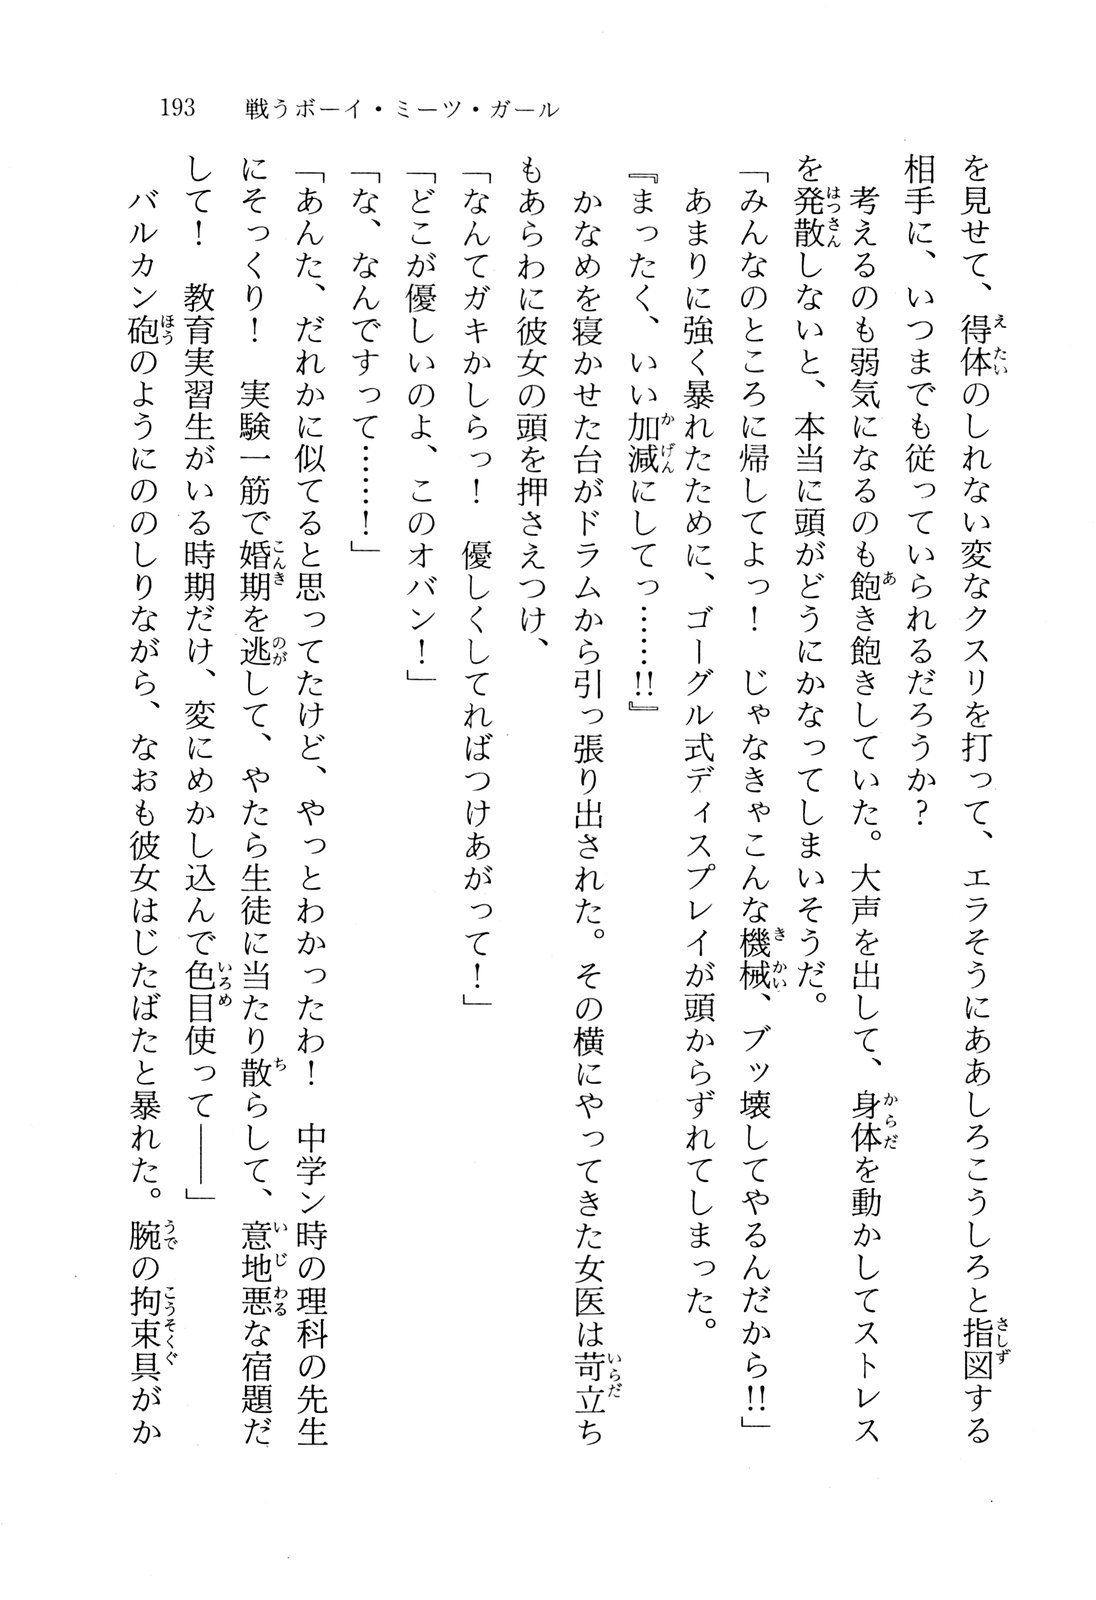 193　戦うボーイ・ミーツ・ガール
を見せて、得体のしれない変なクスリを打って、エラそうにああしろこうしろと指図する
相手に、いつまでも従っていられるだろうか？
　考えるのも弱気になるのも飽き飽きしていた。大声を出して、身体を動かしてストレス
を発散しないと、本当に頭がどうにかなってしまいそうだ。
「みんなのところに帰してよっ！　じゃなきゃこんな機械、ブッ壊してやるんだから!!」
　あまりに強く暴れたために、ゴーグル式ディスプレイが頭からずれてしまった。
『まったく、いい加減にしてっ……!!』
　かなめを寝かせた台がドラムから引っ張り出された。その横にやってきた女医は苛立ち
もあらわに彼女の頭を押さえつけ、
「なんてガキかしらっ！　優しくしてればつけあがって！」
「どこが優しいのよ、このオバン！」
「な、なんですって……！」
「あんた、だれかに似てると思ってたけど、やっとわかったわ！　中学ン時の理科の先生
にそっくり！　実験一筋で婚期を逃して、やたら生徒に当たり散らして、意地悪な宿題だ
して！　教育実習生がいる時期だけ、変にめかし込んで色目使って――」
　バルカン砲のようにののしりながら、なおも彼女はじたばたと暴れた。腕の拘束具がか